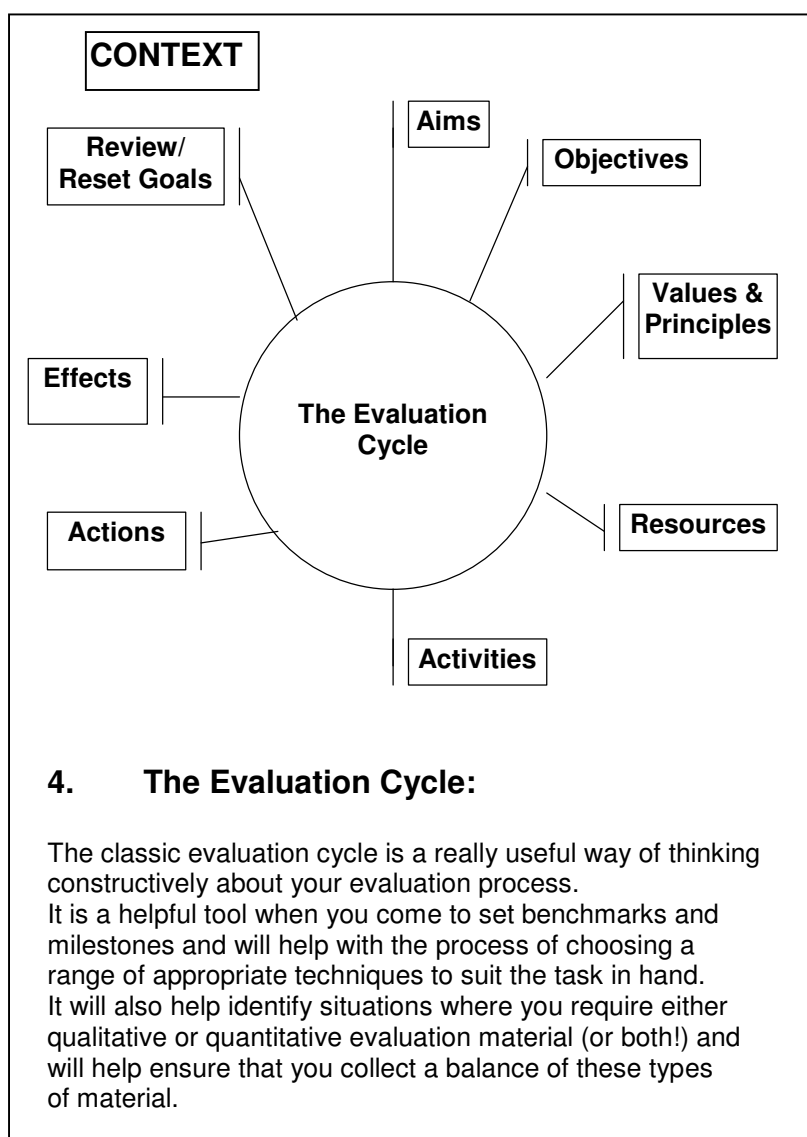 CONTEXT
Aims
Review/
Reset Goals
Objectives
Values &
Principles
Effects
The Evaluation
Cycle
Actions
Resources
Activities
4. The Evaluation Cycle:
The classic evaluation cycle is a really useful way of thinking
constructively about your evaluation process.
It is a helpful tool when you come to set benchmarks and
milestones and will help with the process of choosing a
range of appropriate techniques to suit the task in hand.
It will also help identify situations where you require either
qualitative or quantitative evaluation material (or both!) and
will help ensure that you collect a balance of these types
of material.